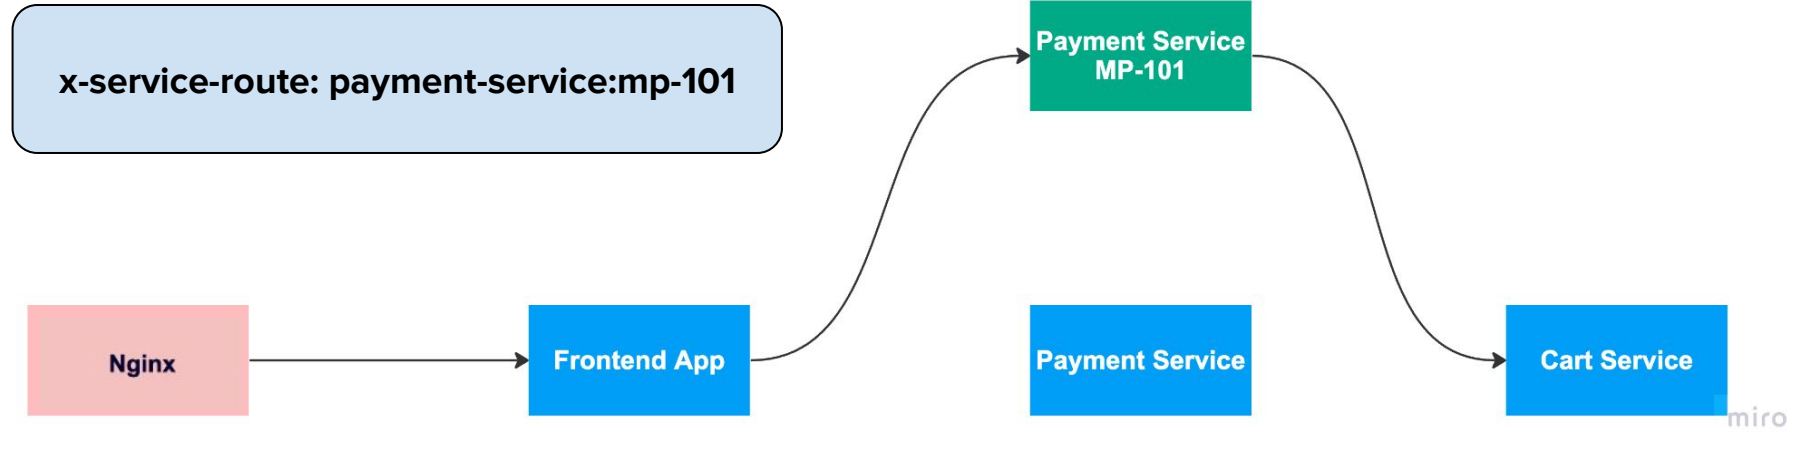 x-service-route: payment-service:mp-101
Payment Service
MP-101
Nginx
Frontend App
Payment Service
Cart Service
miro